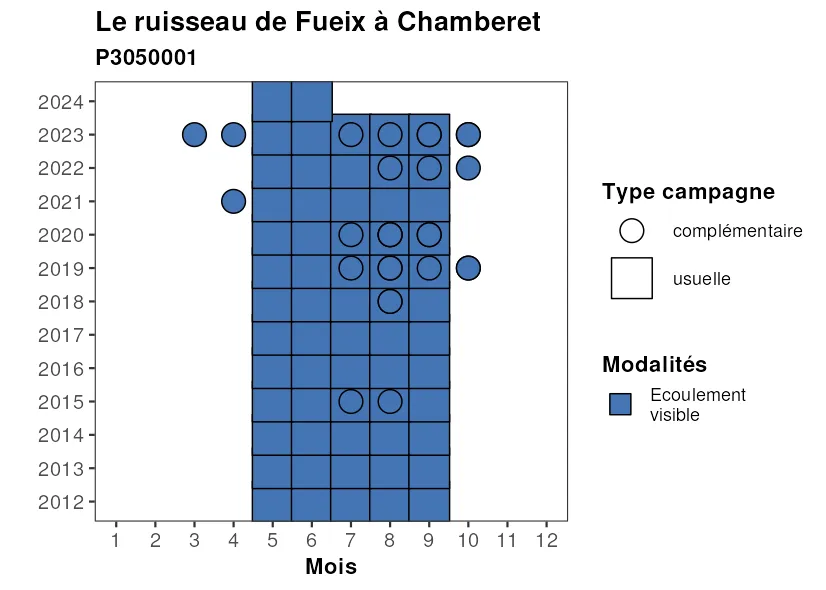 Le ruisseau de Fueix à Chamberet
P3050001
2024
2023
2022
2021
2020
2019
2018
2017
2016
2015
2014
2013
2012
1 2 3 4 5 6 7 8 9 10 11 12
Mois
Type campagne
complémentaire
usuelle
Modalités
Ecoulement
visible